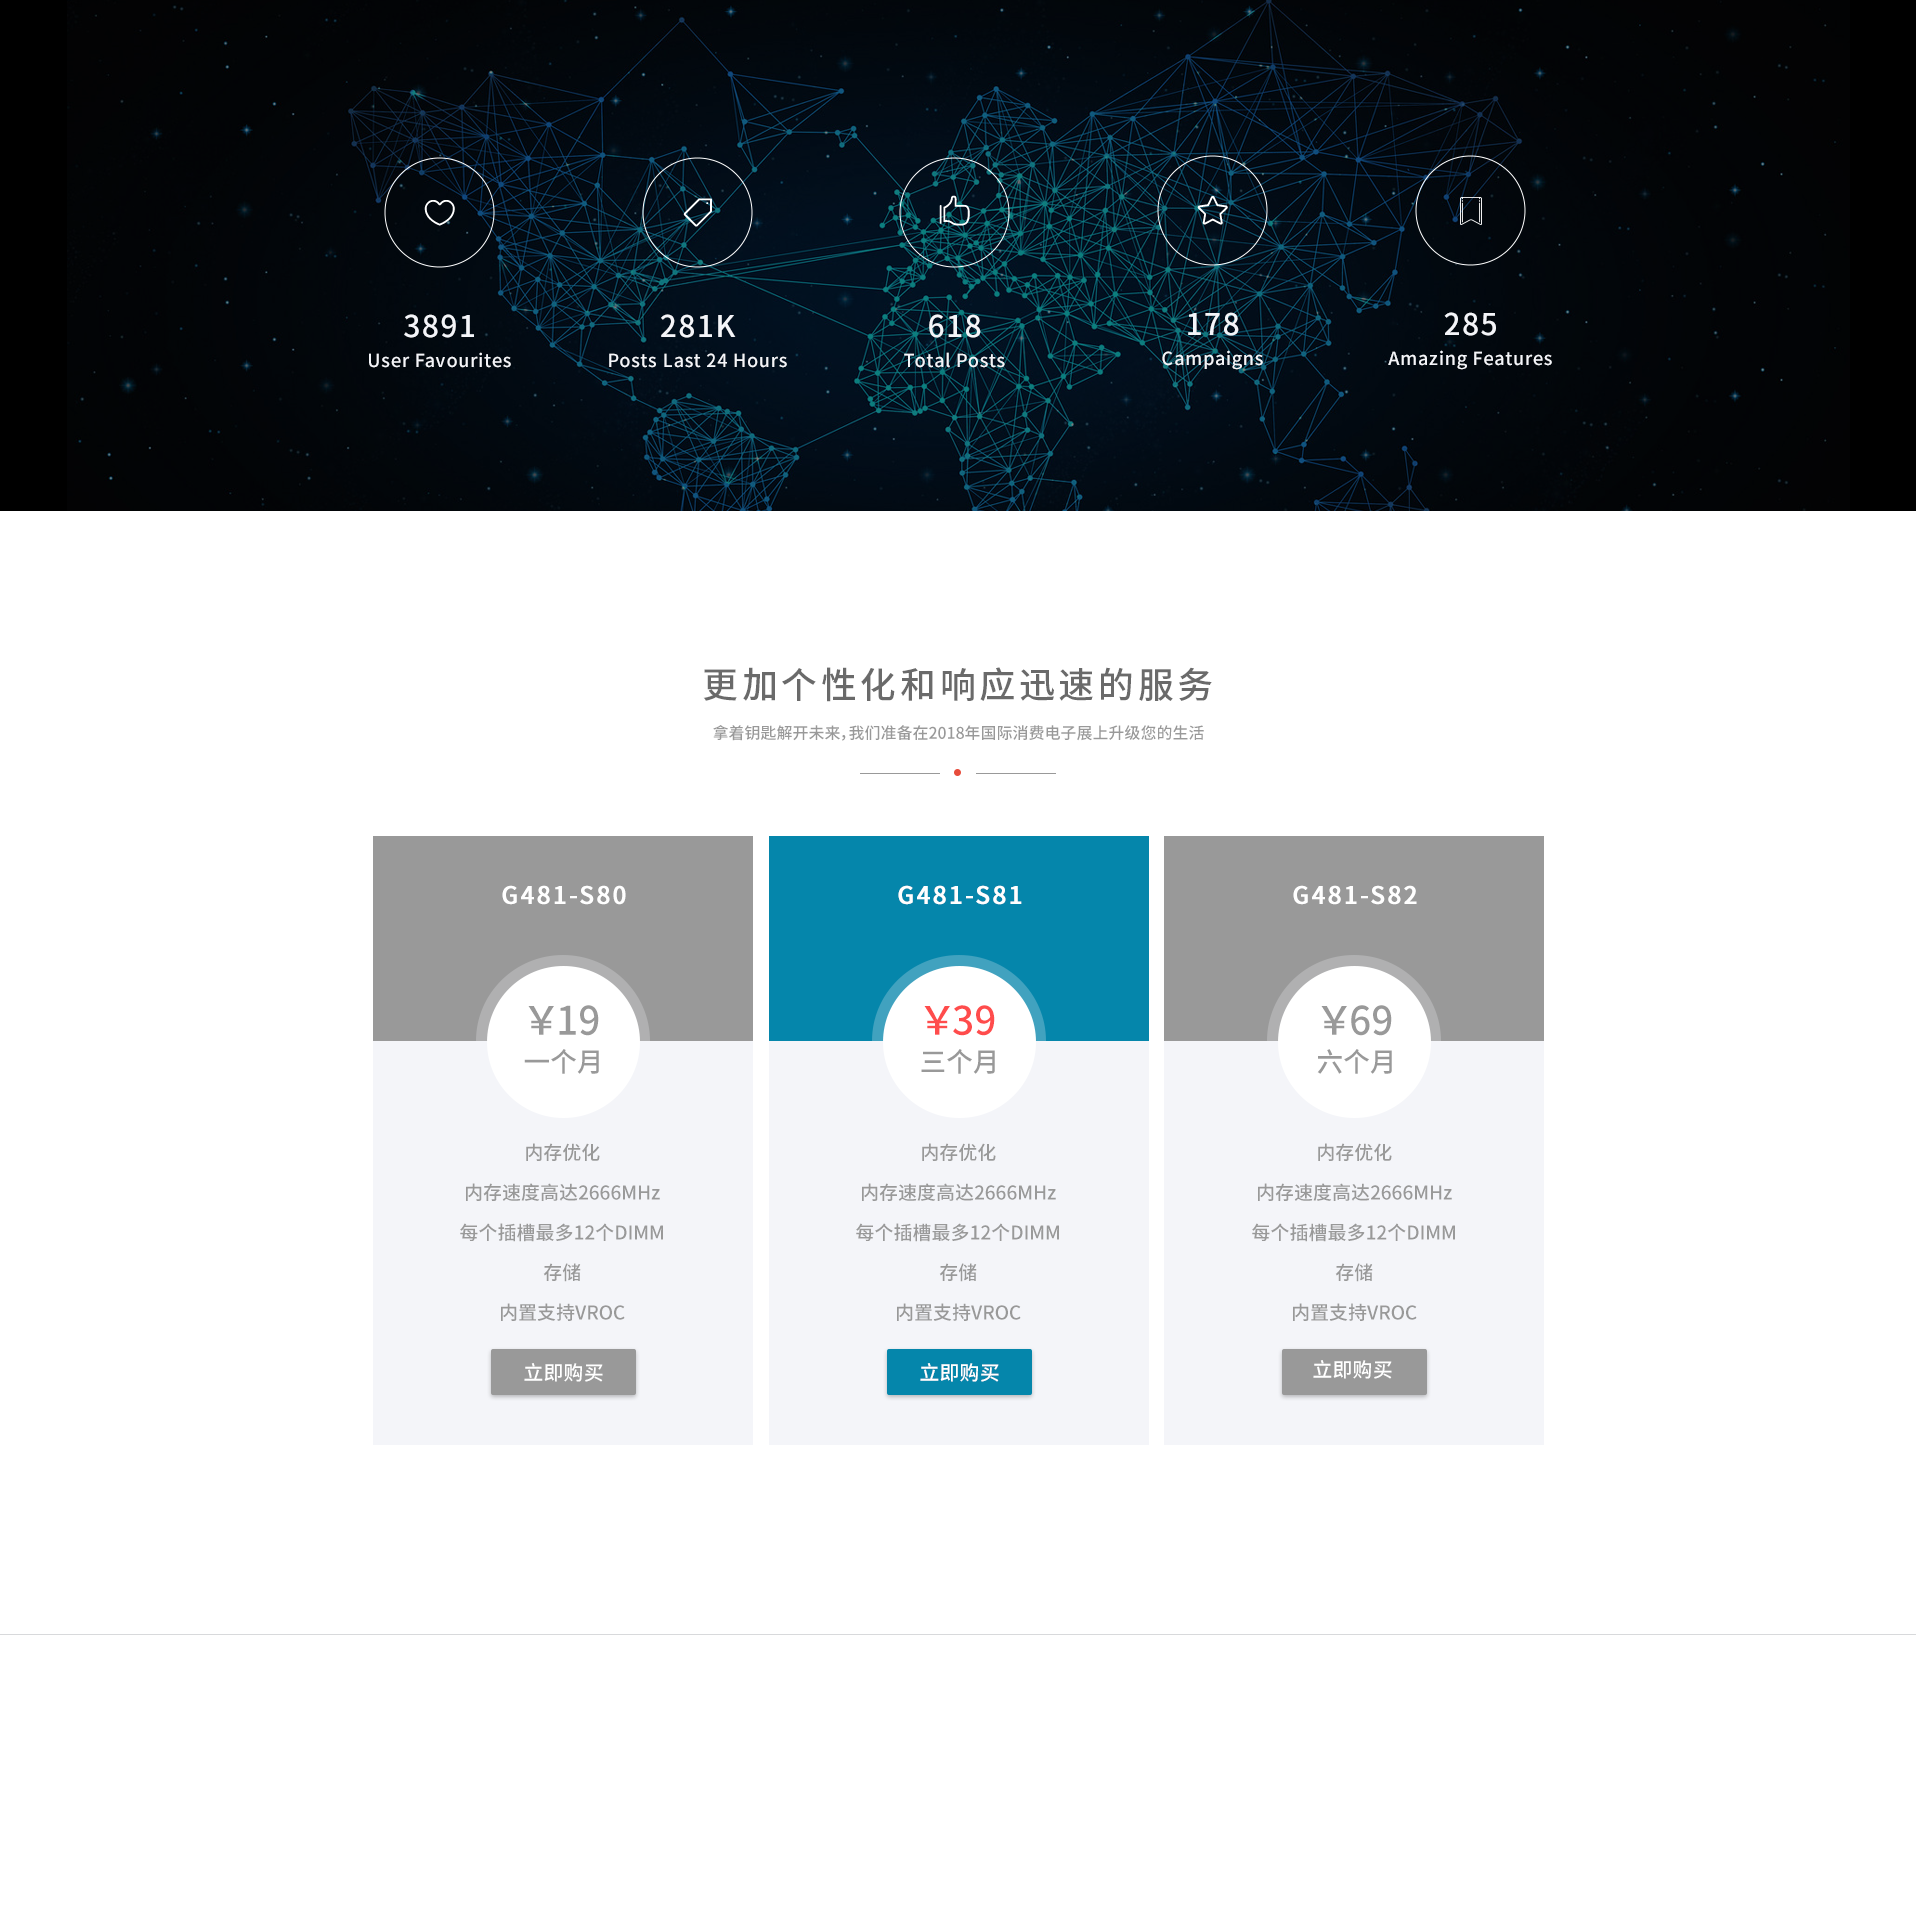 3891
User Favourites
281K
Posts Last 24 Hours
618
Total Posts
178
Campaigns
285
Amazing Features
更加个性化和响应迅速的服务
拿着钥匙解开未来,我们准备在2018年国际消费电子展上升级您的生活
G481-S80
¥19
一个月
内存优化
内存速度高达2666MHz
每个插槽最多12个DIMM
存储
内置支持VROC
立即购买
G481-S81
¥39
三个月
内存优化
内存速度高达2666MHz
每个插槽最多12个DIMM
存储
内置支持VROC
立即购买
G481-S82
¥69
六个月
内存优化
内存速度高达2666MHz
每个插槽最多12个DIMM
存储
内置支持VROC
立即购买